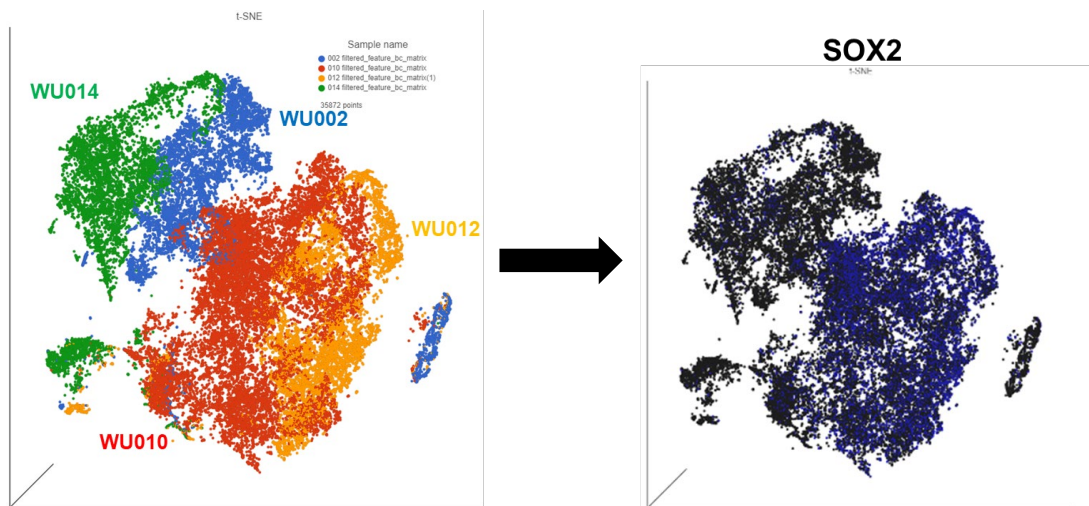 t-SNE
Sample name
002 filtered_feature_bc_matrix
010 filtered_feature_bc_matrix
012 filtered_feature_bc_matrix(1)
014 filtered_feature_bc_matrix
35872 points
WU014
WU002
WU012
WU010
SOX2
t-SNE